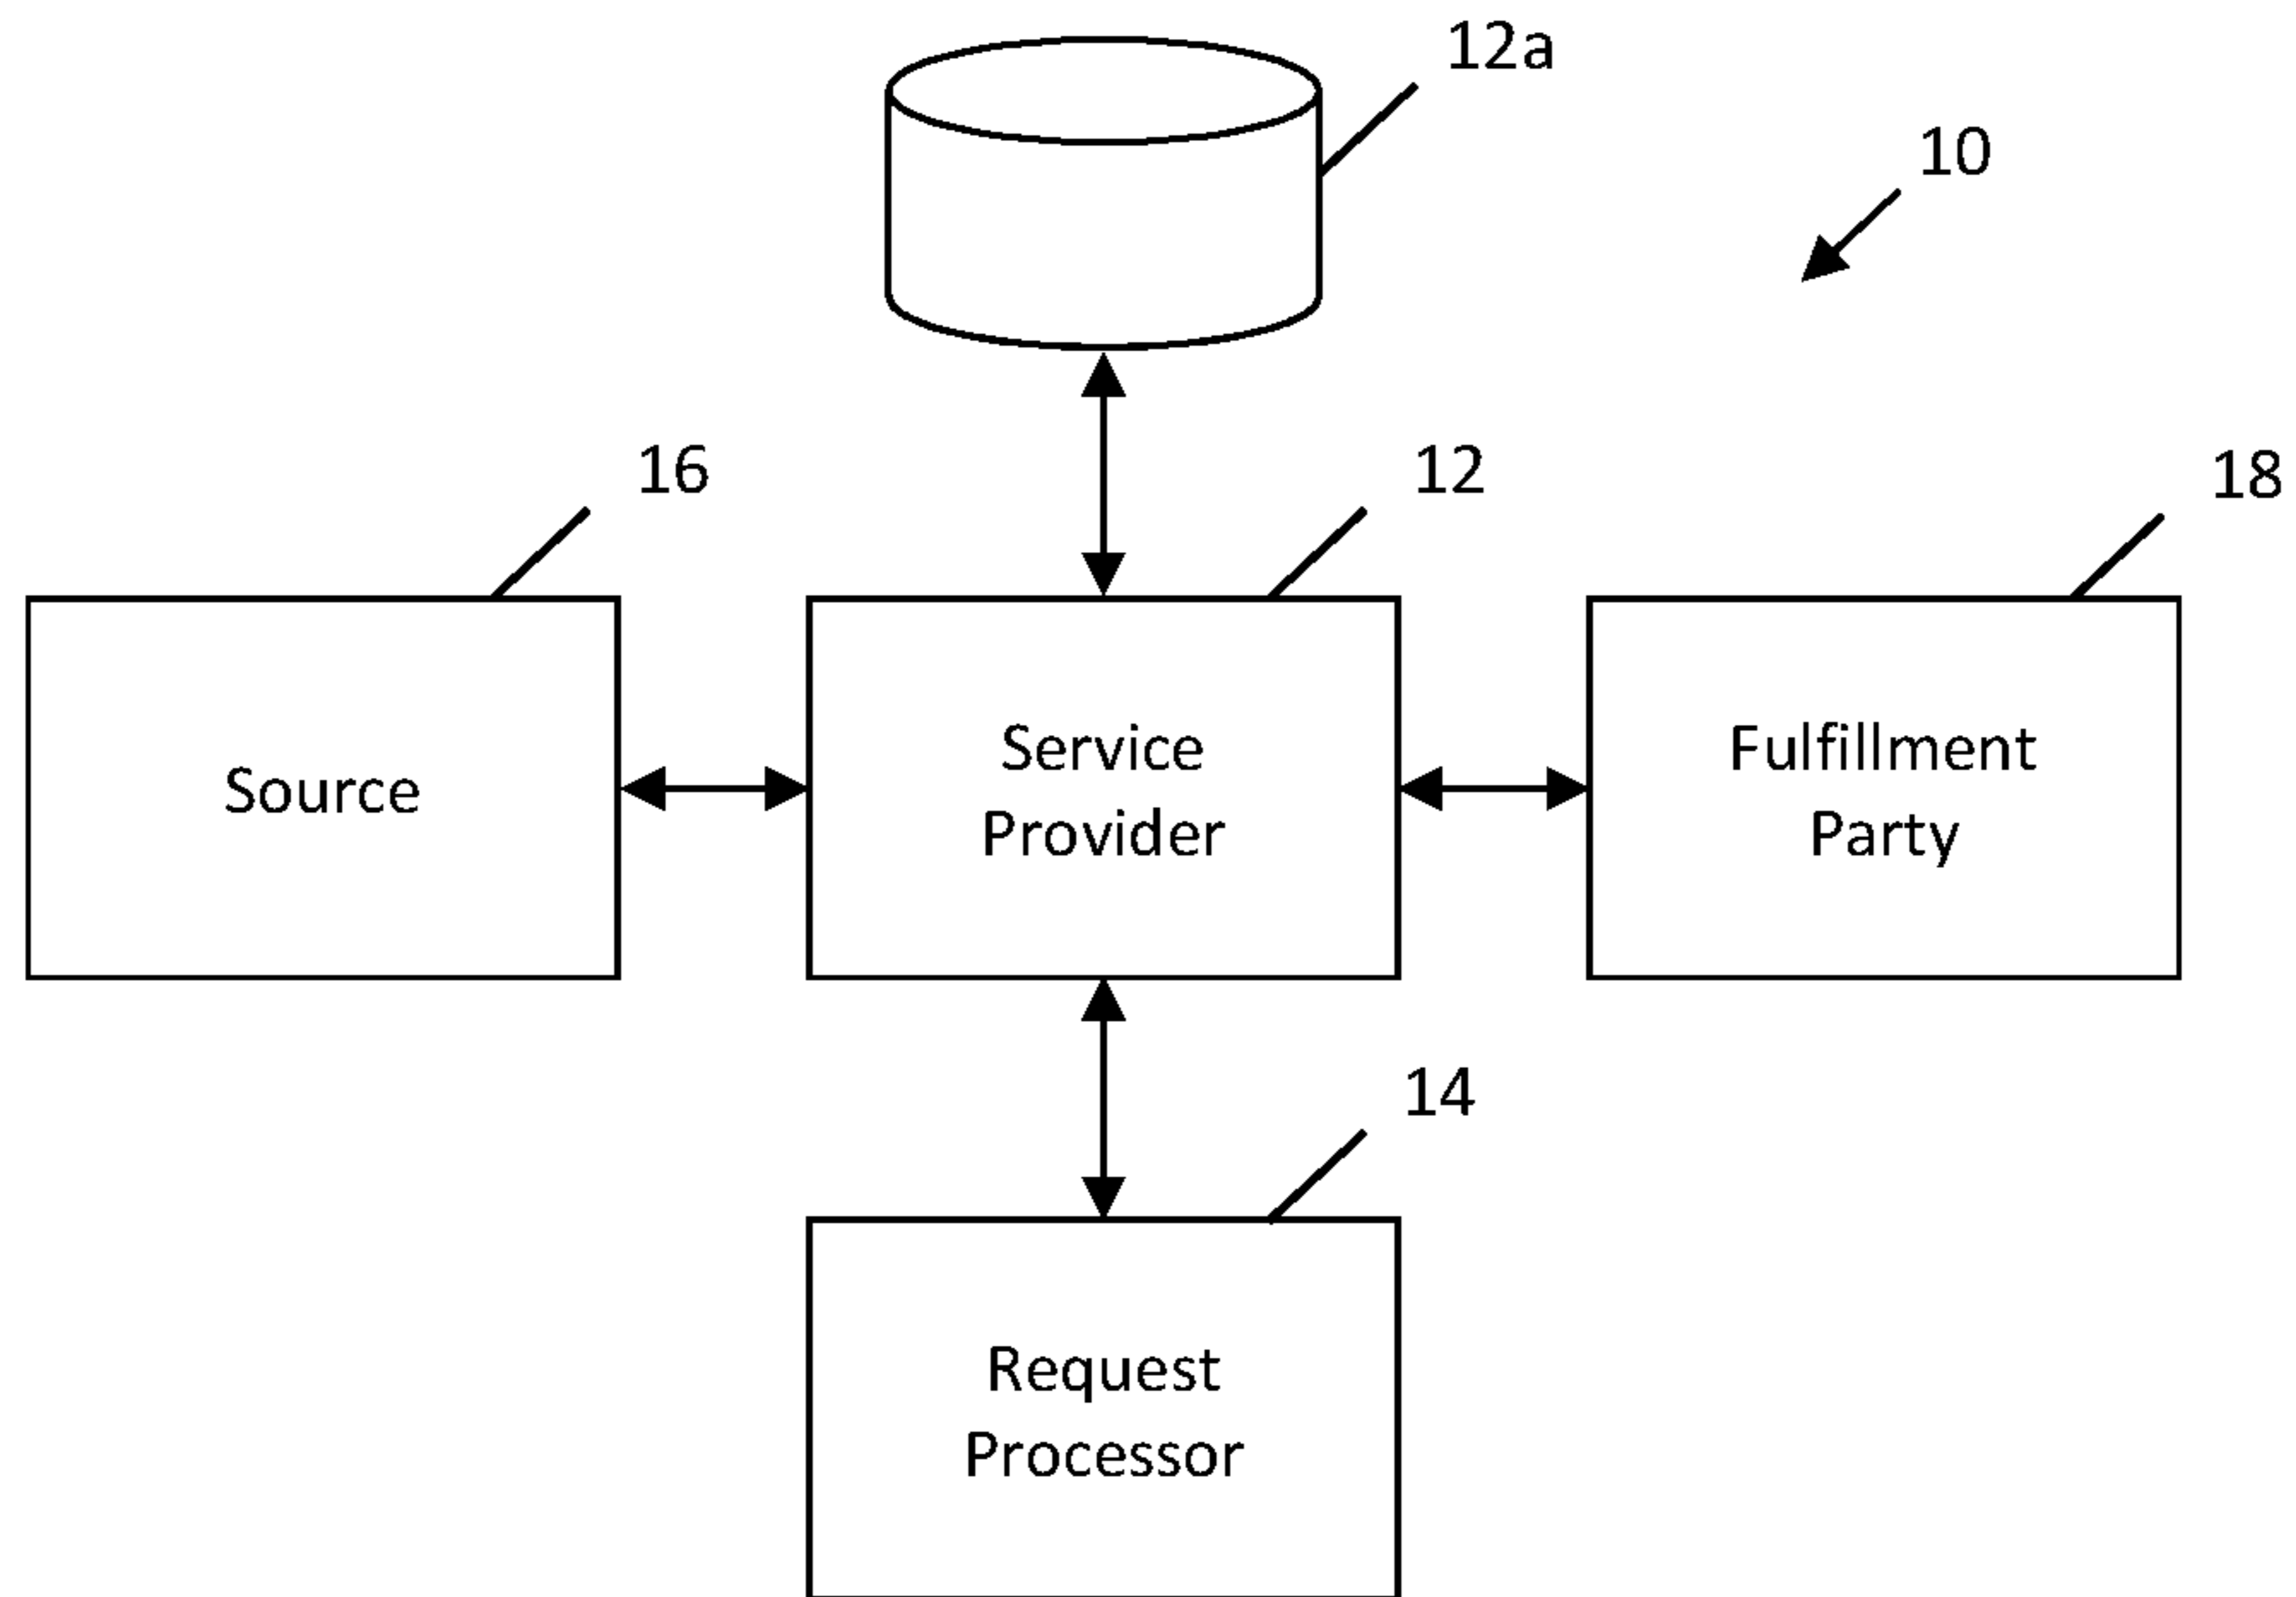 12a
10
16
12
18
Source
Service
Provider
Fulfillment
Party
14
Request
Processor